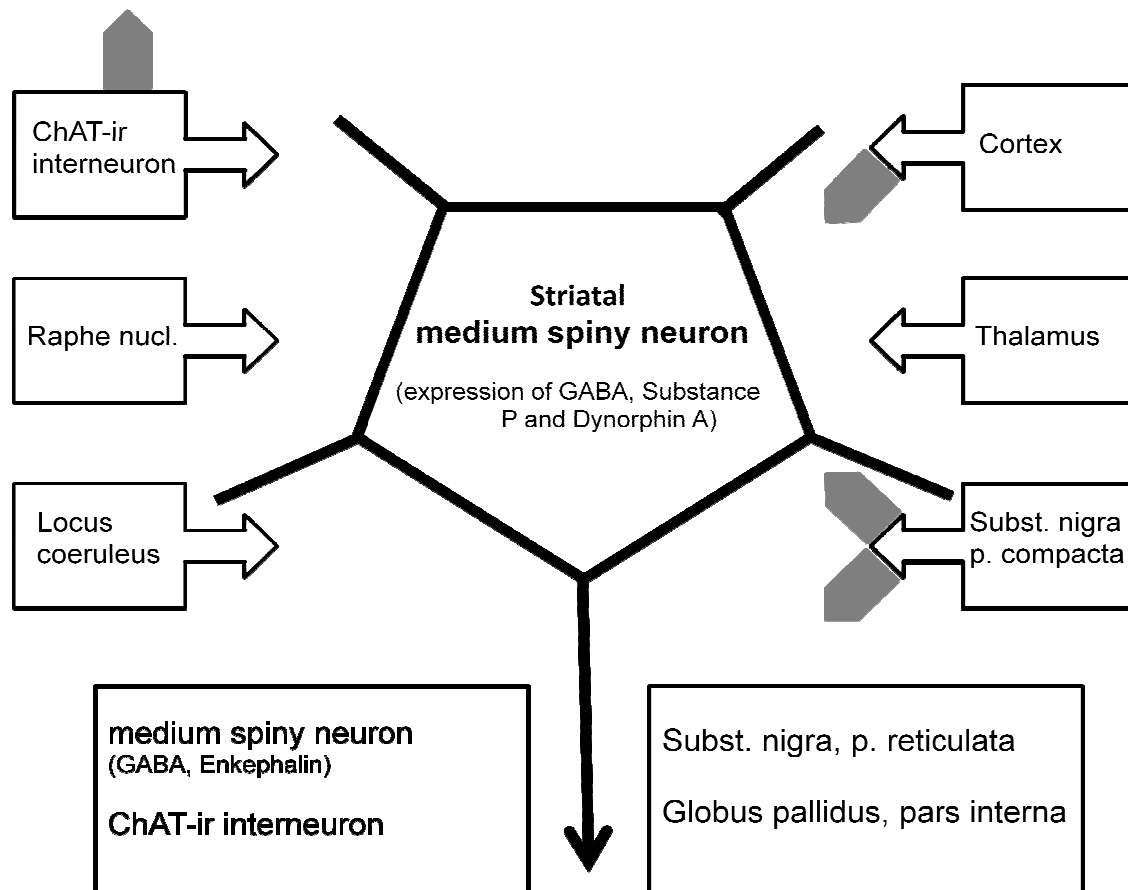 ChAT-ir
interneuron
Raphe nucl.
Locus
coeruleus
Striatal
medium spiny neuron
(expression of GABA, Substance
P and Dynorphin A)
Cortex
Thalamus
Subst. nigra
p. compacta
medium spiny neuron
(GABA, Enkephalin)
ChAT-ir interneuron
Subst. nigra, p. reticulata
Globus pallidus, pars interna